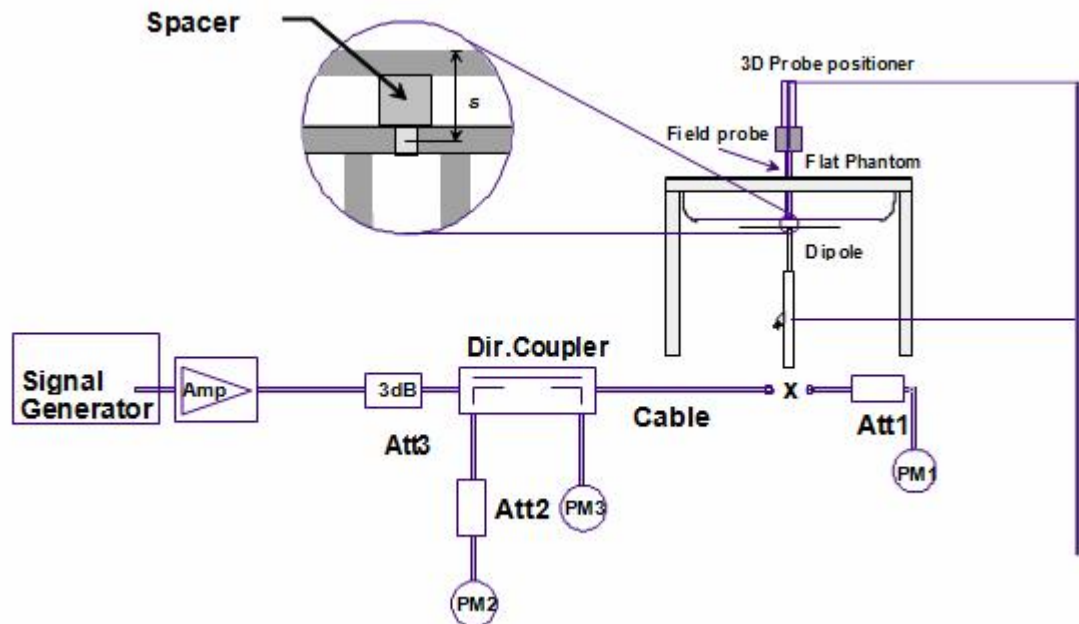 Spacer
s
3D Probe positioner
Field probe
Flat Phantom
Dipole
Signal
Generator
Amp
3dB
Att3
Dir.Coupler
Cable
x
Att1
PM1
Att2
PM3
PM2